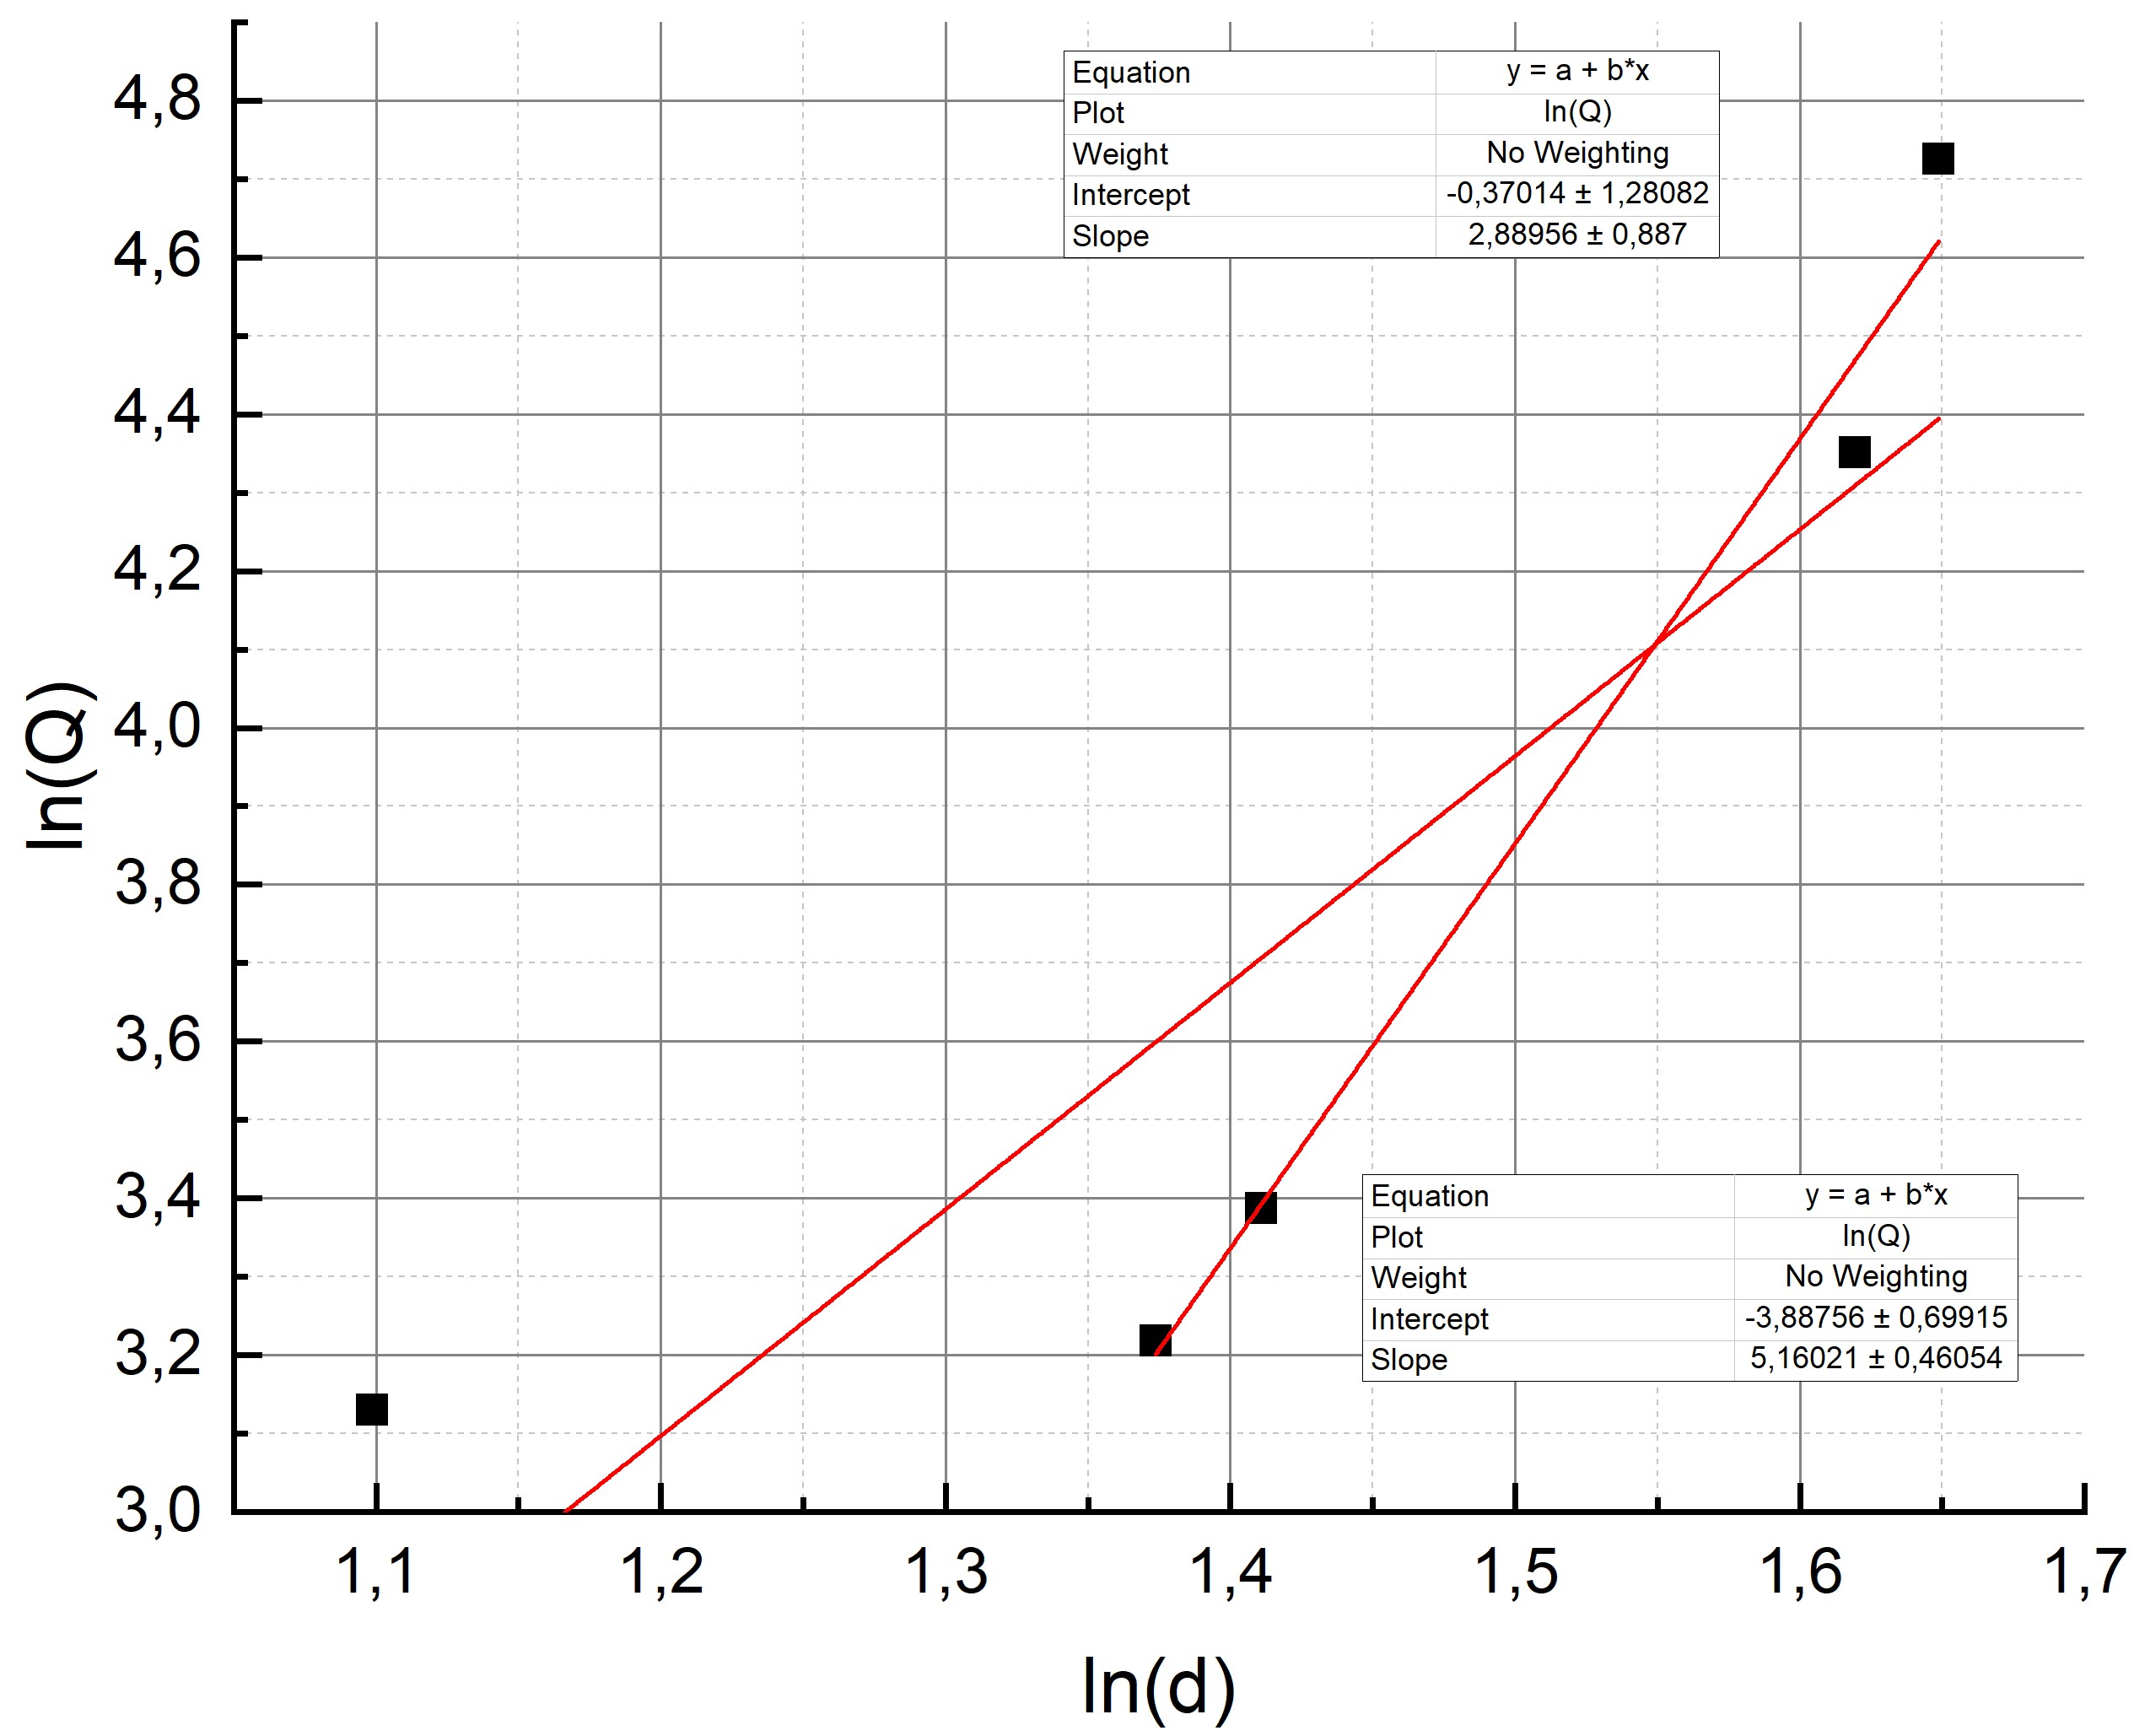 Equation y = a + b*x
Plot ln(Q)
Weight No Weighting
Intercept -0,37014 ± 1,28082
Slope 2,88956 ± 0,887
4,8
4,6
4,4
4,2
4,0
3,8
3,6
3,4
3,2
3,0
ln(Q)
Equation y = a + b*x
Plot ln(Q)
Weight No Weighting
Intercept -3,88756 ± 0,69915
Slope 5,16021 ± 0,46054
1,1 1,2 1,3 1,4 1,5 1,6 1,7
ln(d)